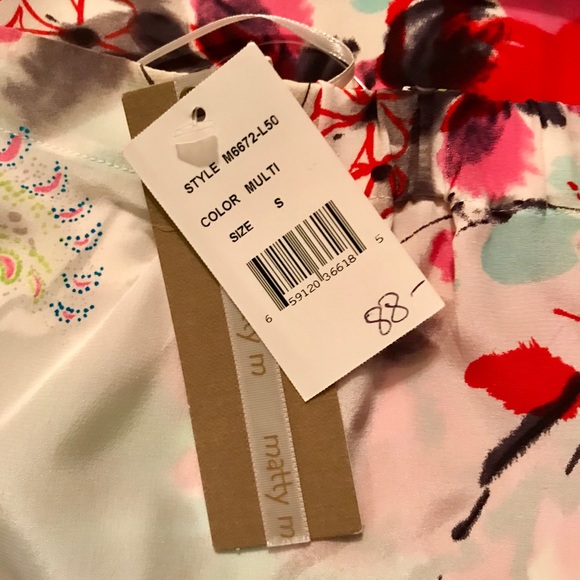 STYLE M6672-L50
COLOR MULTI
SIZE S
6 59120 36618 5
88-
matty m
matty m